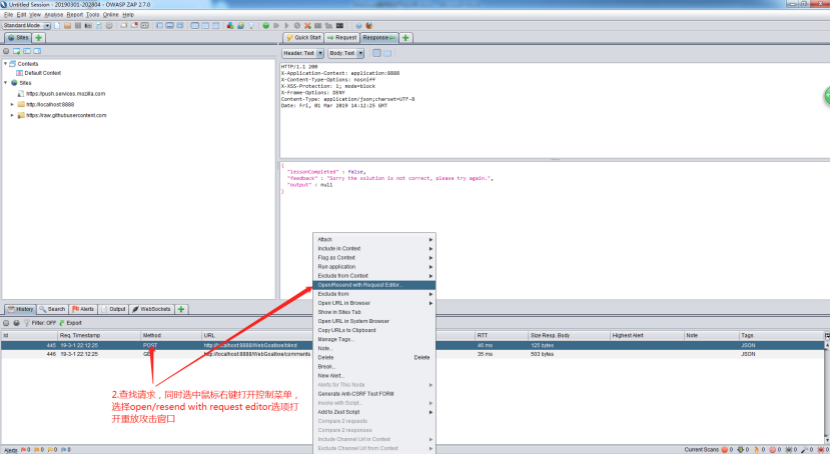 Untitled Session - 20190301-202804 - OWASP ZAP 2.7.0
File Edit View Analyse Report Tools Online Help
Standard Mode
Sites
Quick Start Request Response
Header: Text Body: Text
Contexts
Default Context
Sites
https://push.services.mozilla.com
http://localhost:8888
https://raw.githubusercontent.com
HTTP/1.1 200
X-Application-Context: application:8888
X-Content-Type-Options: nosniff
X-XSS-Protection: 1; mode=block
X-Frame-Options: DENY
Content-Type: application/json;charset=UTF-8
Date: Fri, 01 Mar 2019 14:12:25 GMT
{
"lessonCompleted" : false,
"feedback" : "Sorry the solution is not correct, please try again.",
"output" : null
}
Attach
Include in Context
Flag as Context
Run application
Exclude from Context
Open/Resend with Request Editor...
Exclude from
Open URL in Browser
Show in Sites Tab
Open URL in System Browser
Copy URLs to Clipboard
Manage Tags...
Note...
Delete Delete
Break...
New Alert...
Alerts for This Node
Generate Anti-CSRF Test FORM
Invoke with Script...
Add to Zest Script
Compare 2 requests
Compare 2 responses
Include Channel Url in Context
Exclude Channel Url from Context
History Search Alerts Output WebSockets
Filter: OFF Export
Id Req. Timestamp Method URL RTT Size Resp. Body Highest Alert Note Tags
445 19-3-1 22:12:25 POST 40 ms 125 bytes JSON
446 19-3-1 22:12:25 http://localhost:8888/WebGoat/xxe/comments 35 ms 503 bytes JSON
2.查找请求，同时选中鼠标右键打开控制菜单，
选择open/resend with request editor选项打
开重放攻击窗口
Alerts 0 0 0 0 Current Scans 0 0 0 0 0 0 0